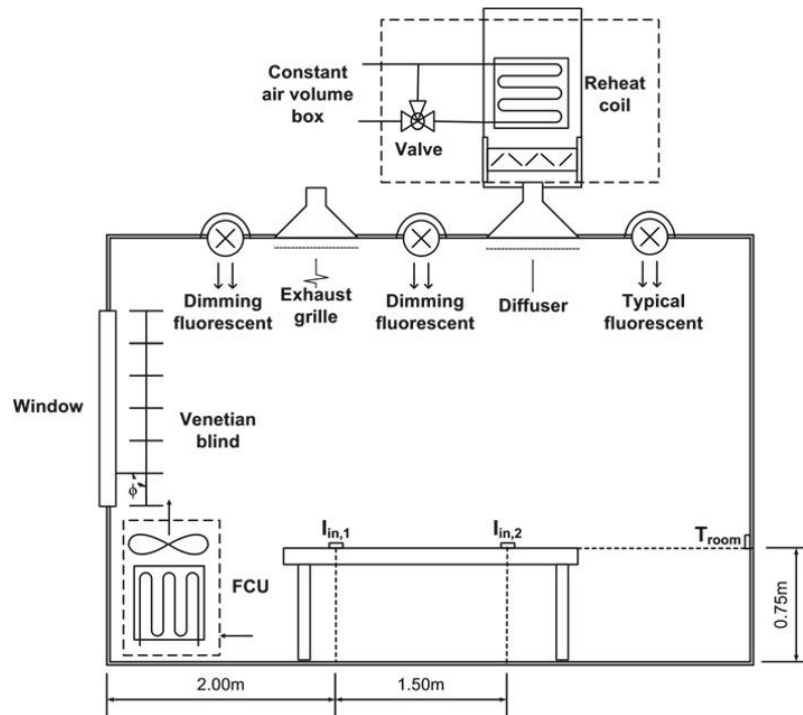 Constant
air volume
box
Reheat
coil
Valve
Dimming
fluorescent
Exhaust
grille
Dimming
fluorescent
Diffuser
Typical
fluorescent
Window
Venetian
blind
ϕ
I_in,1
I_in,2
T_room
FCU
0.75m
2.00m
1.50m